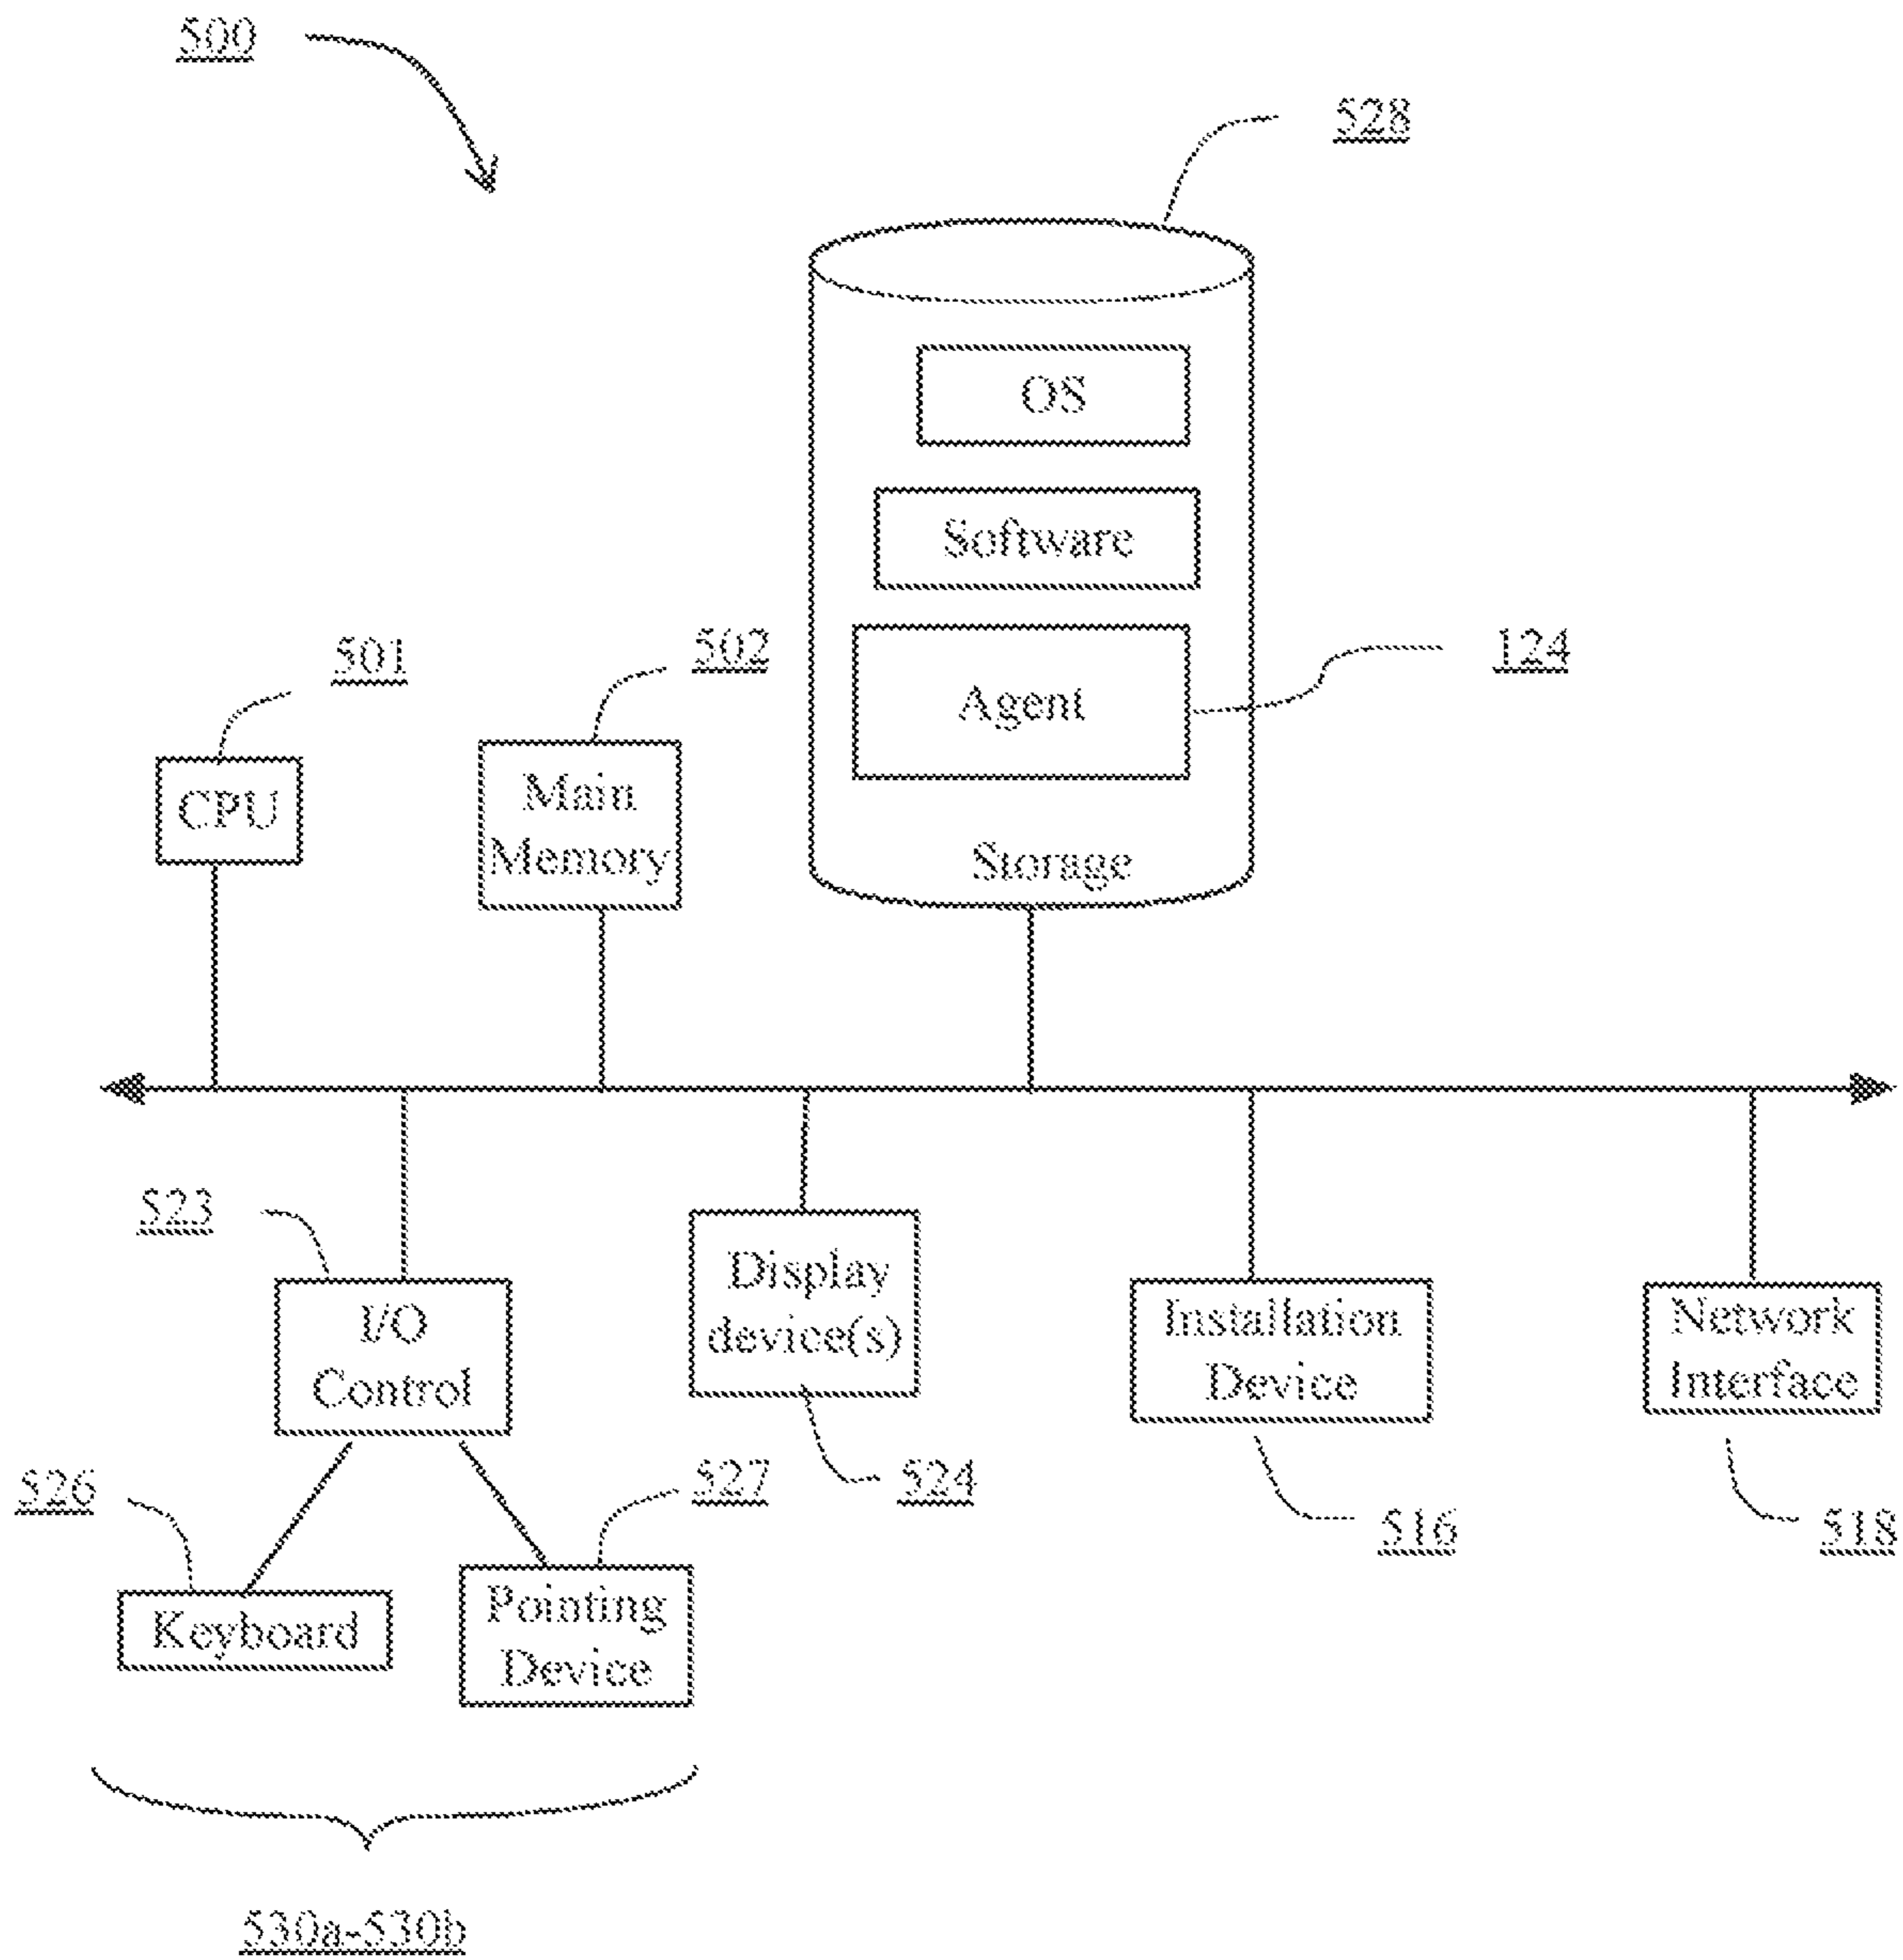 500
528
OS
Software
501
502
124
Agent
CPU
Main
Memory
Storage
523
I/O
Control
Display
device(s)
Installation
Device
Network
Interface
526
527
524
516
518
Keyboard
Pointing
Device
530a-530b